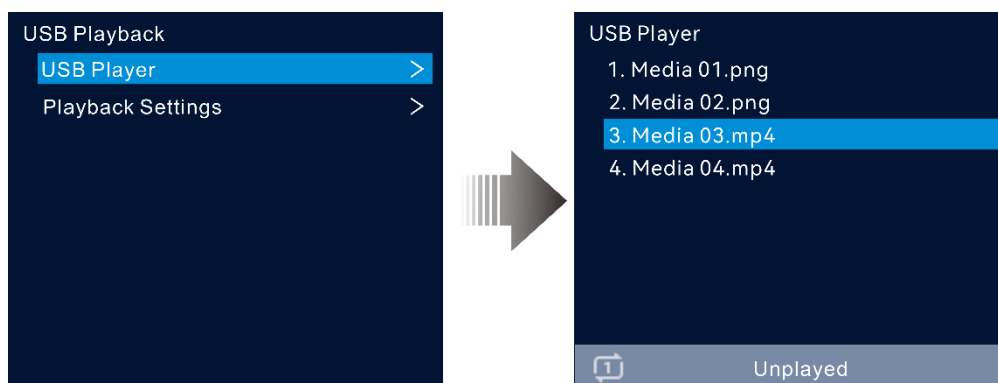 USB Playback
USB Player
Playback Settings
USB Player
1. Media 01.png
2. Media 02.png
3. Media 03.mp4
4. Media 04.mp4
1
Unplayed